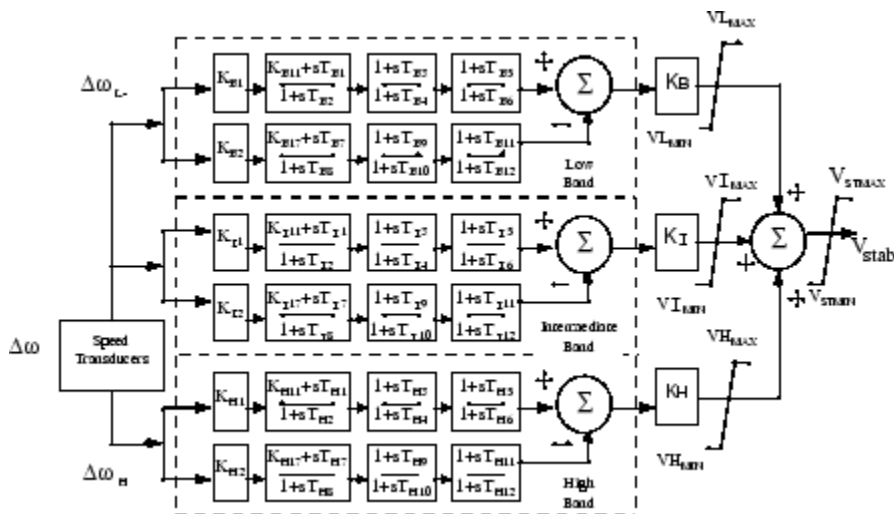 VL_MAX
Δω_L-
K_B1
K_B11+sT_B1
1+sT_B2
1+sT_B3
1+sT_B4
1+sT_B5
1+sT_B6
Σ
K_B
VL_MIN
K_B2
K_B17+sT_B7
1+sT_B8
1+sT_B9
1+sT_B10
1+sT_B11
1+sT_B12
Low
Band
VI_MAX
V_STMAX
K_I1
K_I11+sT_I1
1+sT_I2
1+sT_I3
1+sT_I4
1+sT_I5
1+sT_I6
Σ
K_I
Σ
V_stab
VI_MIN
V_STMIN
K_I2
K_I17+sT_I7
1+sT_I8
1+sT_I9
1+sT_I10
1+sT_I11
1+sT_I12
Intermediate
Band
Δω
Speed
Transducers
VH_MAX
K_H1
K_H11+sT_H1
1+sT_H2
1+sT_H3
1+sT_H4
1+sT_H5
1+sT_H6
Σ
K_H
VH_MIN
Δω_H
K_H2
K_H17+sT_H7
1+sT_H8
1+sT_H9
1+sT_H10
1+sT_H11
1+sT_H12
High
Band